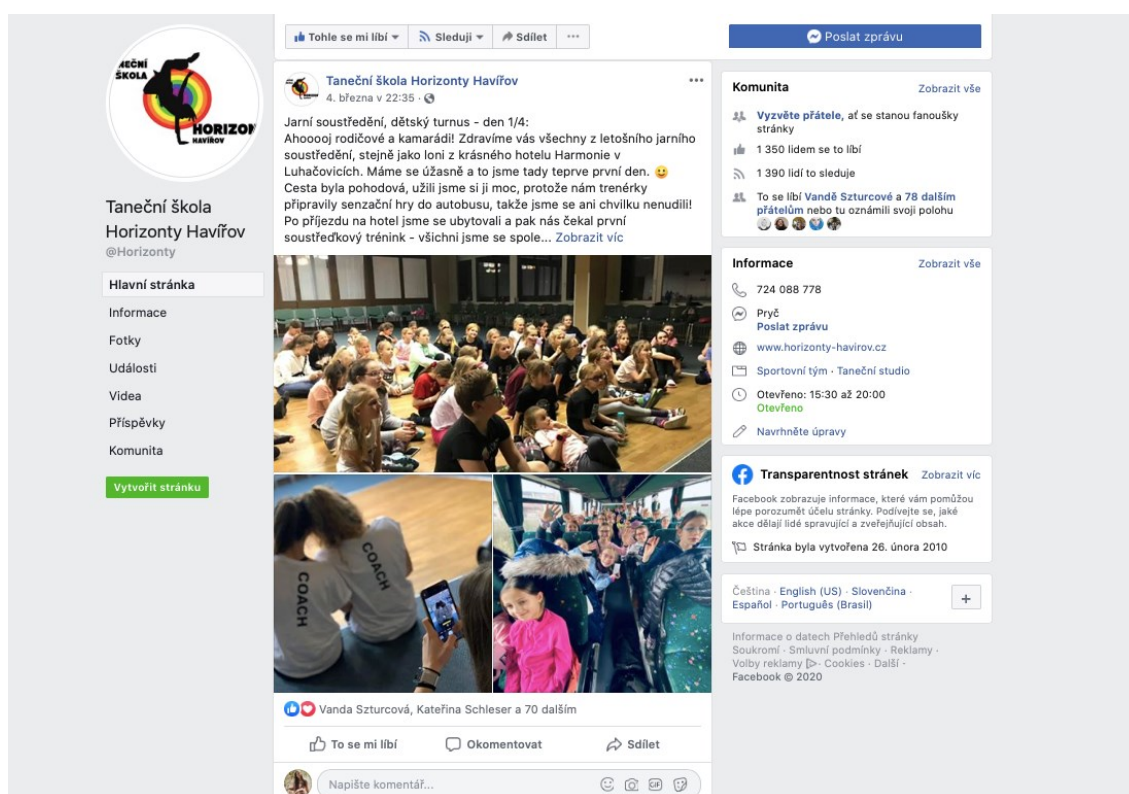 TANEČNÍ
ŠKOLA
HORIZON
HAVÍŘOV
Taneční škola
Horizonty Havířov
@Horizonty
Hlavní stránka
Informace
Fotky
Události
Videa
Příspěvky
Komunita
Vytvořit stránku
Tohle se mi líbí
Sleduji
Sdílet
Taneční škola Horizonty Havířov
4. března v 22:35 ·
Jarní soustředění, dětský turnus - den 1/4:
Ahooooj rodičové a kamarádi! Zdravíme vás všechny z letošního jarního
soustředění, stejně jako loni z krásného hotelu Harmonie v
Luhačovicích. Máme se úžasně a to jsme tady teprve první den. 😀
Cesta byla pohodová, užili jsme si ji moc, protože nám trenérky
připravily senzační hry do autobusu, takže jsme se ani chvilku nenudili!
Po příjezdu na hotel jsme se ubytovali a pak nás čekal první
soustřeďkový trénink - všichni jsme se spole... Zobrazit víc
COACH
COACH
Vanda Szturcová, Kateřina Schleser a 70 dalším
To se mi líbí
Okomentovat
Sdílet
Napište komentář...
GIF
Poslat zprávu
Komunita
Zobrazit vše
Vyzvěte přátele, ať se stanou fanoušky
stránky
1 350 lidem se to líbí
1 390 lidí to sleduje
To se líbí Vandě Szturcové a 78 dalším
přátelům nebo tu oznámili svoji polohu
Informace
Zobrazit vše
724 088 778
Pryč
Poslat zprávu
www.horizonty-havirov.cz
Sportovní tým · Taneční studio
Otevřeno: 15:30 až 20:00
Otevřeno
Navrhněte úpravy
Transparentnost stránek
Zobrazit víc
Facebook zobrazuje informace, které vám pomůžou
lépe porozumět účelu stránky. Podívejte se, jaké
akce dělají lidé spravující a zveřejňující obsah.
Stránka byla vytvořena 26. února 2010
Čeština · English (US) · Slovenčina ·
Español · Português (Brasil)
Informace o datech Přehledů stránky
Soukromí · Smluvní podmínky · Reklamy ·
Volby reklamy · Cookies · Další ·
Facebook © 2020